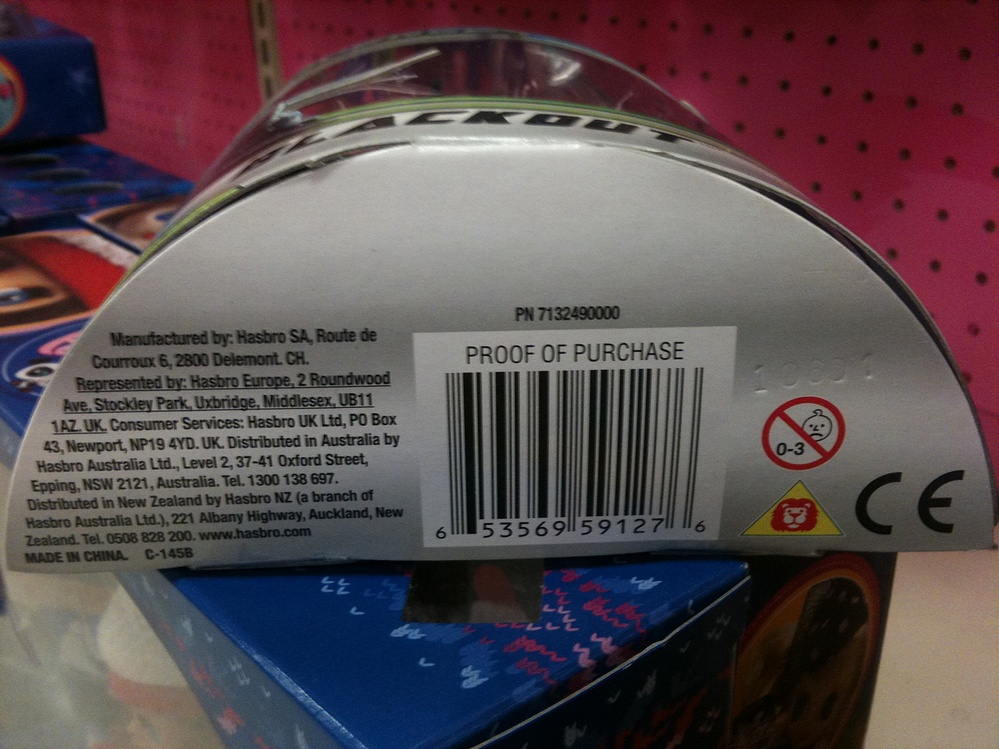 BLACKOUT
PN 7132490000
Manufactured by: Hasbro SA, Route de
Courroux 6, 2800 Delemont. CH.
Represented by: Hasbro Europe, 2 Roundwood
Ave, Stockley Park, Uxbridge, Middlesex, UB11
1AZ. UK. Consumer Services: Hasbro UK Ltd, PO Box
43, Newport, NP19 4YD. UK. Distributed in Australia by
Hasbro Australia Ltd., Level 2, 37-41 Oxford Street,
Epping, NSW 2121, Australia. Tel. 1300 138 697.
Distributed in New Zealand by Hasbro NZ (a branch of
Hasbro Australia Ltd.), 221 Albany Highway, Auckland, New
Zealand. Tel. 0508 828 200. www.hasbro.com
MADE IN CHINA. C-145B
PROOF OF PURCHASE
6 53569 59127 6
0-3
CE